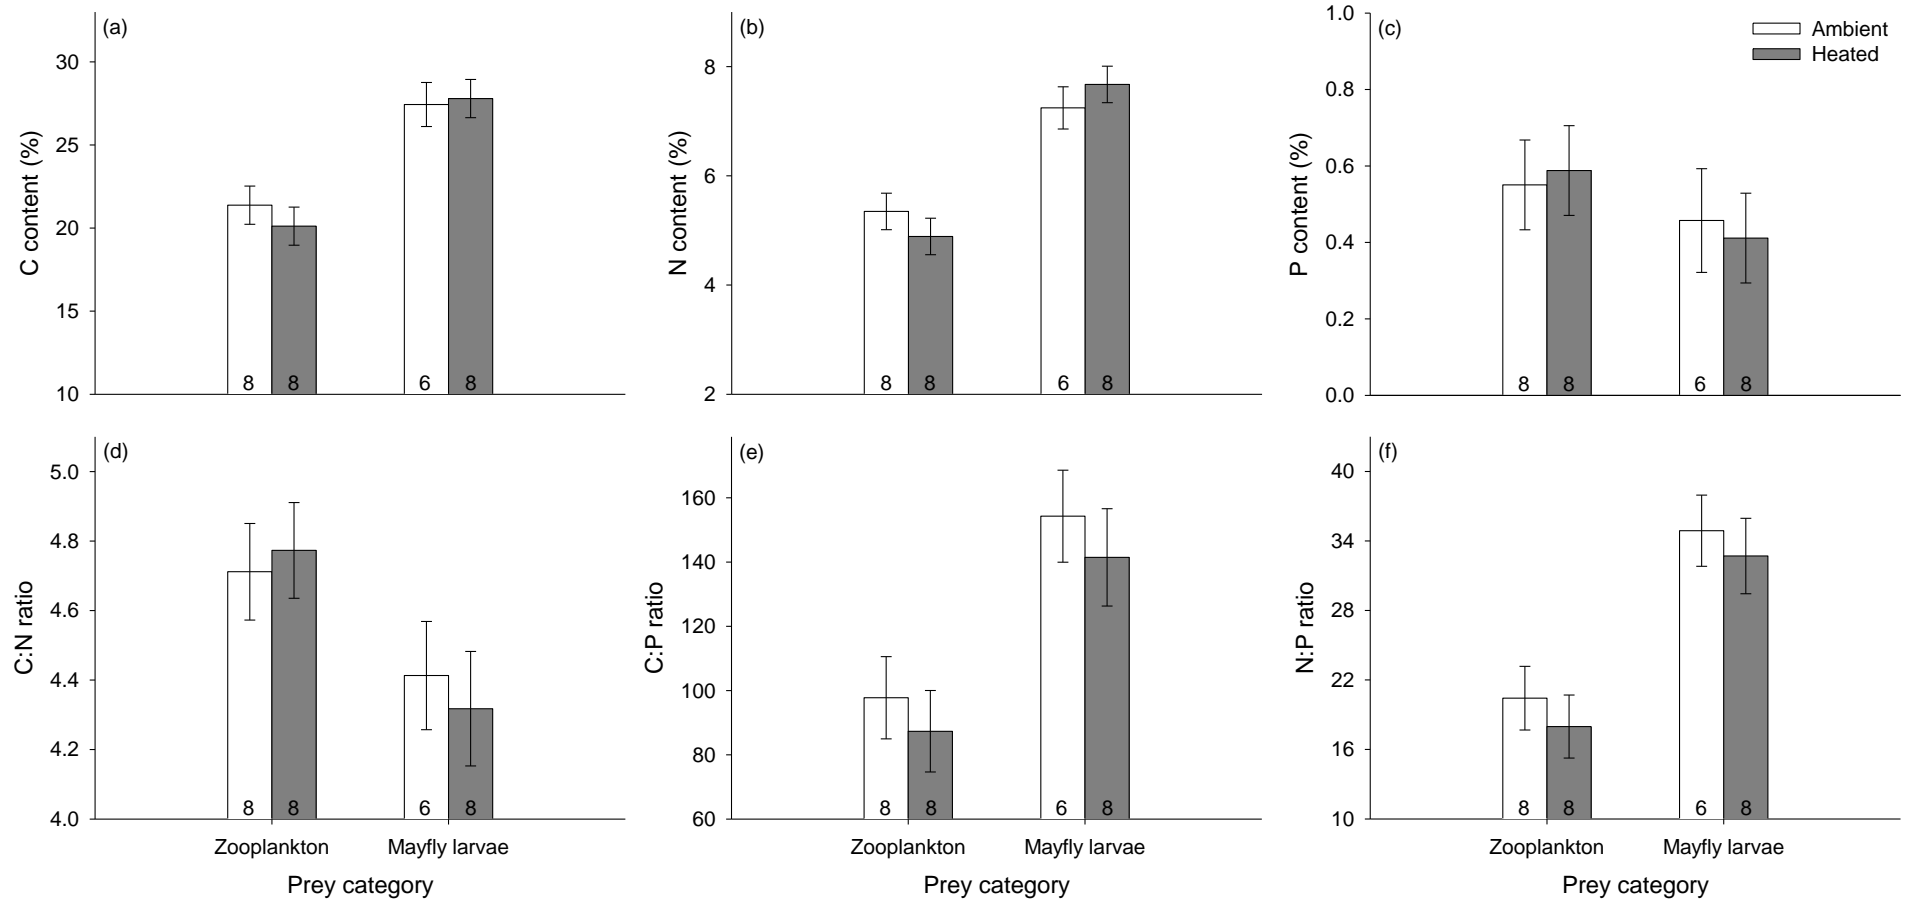 (a)
30
25
20
15
10
C content (%)
8 8 6 8
(b)
8
6
4
2
N content (%)
8 8 6 8
(c)
1.0
0.8
0.6
0.4
0.2
0.0
P content (%)
8 8 6 8
Ambient
Heated
(d)
5.0
4.8
4.6
4.4
4.2
4.0
C:N ratio
8 8 6 8
Zooplankton Mayfly larvae
Prey category
(e)
160
140
120
100
80
60
C:P ratio
8 8 6 8
Zooplankton Mayfly larvae
Prey category
(f)
40
34
28
22
16
10
N:P ratio
8 8 6 8
Zooplankton Mayfly larvae
Prey category